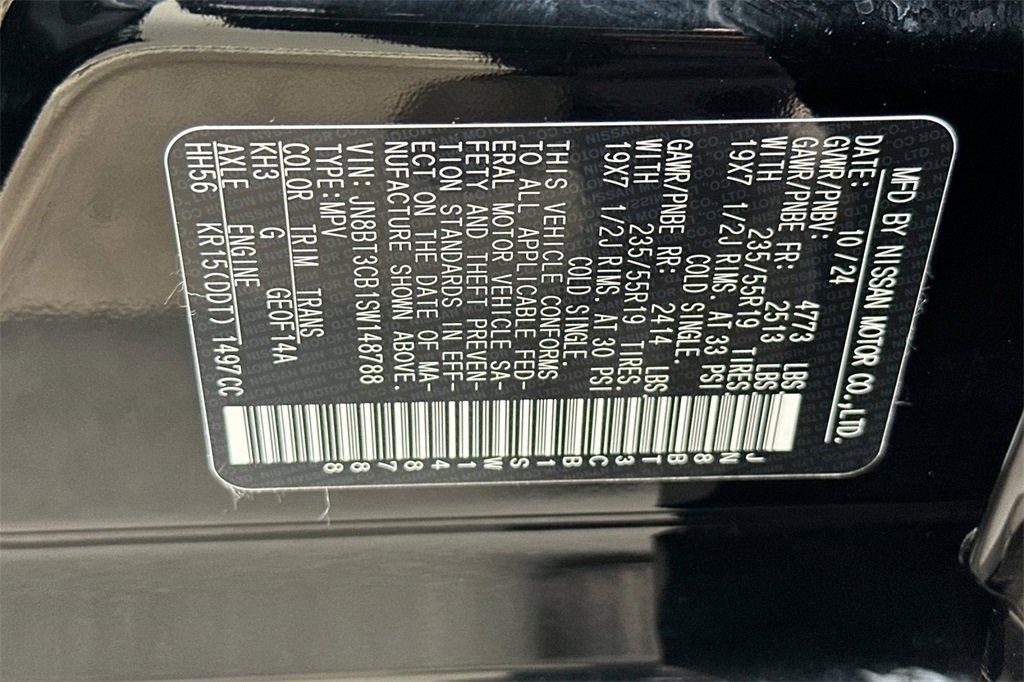 MFD BY NISSAN MOTOR CO.,LTD.
DATE: 10/24
GVWR/PNBV: 4773 LBS
GAWR/PNBE FR: 2513 LBS
WITH 235/55R19 TIRES
19X7 1/2J RIMS. AT 33 PSI
COLD SINGLE.
GAWR/PNBE RR: 2414 LBS
WITH 235/55R19 TIRES.
19X7 1/2J RIMS. AT 30 PSI
COLD SINGLE.
THIS VEHICLE CONFORMS
TO ALL APPLICABLE FED-
ERAL MOTOR VEHICLE SA-
FETY AND THEFT PREVEN-
TION STANDARDS IN EFF-
ECT ON THE DATE OF MA-
NUFACTURE SHOWN ABOVE.
VIN: JN8BT3CB1SW148788
TYPE:MPV
COLOR TRIM TRANS
KH3 G GEOF14A
AXLE ENGINE
HH56 KR15(DDT) 1497CC
JN8BT3CB1SW148788